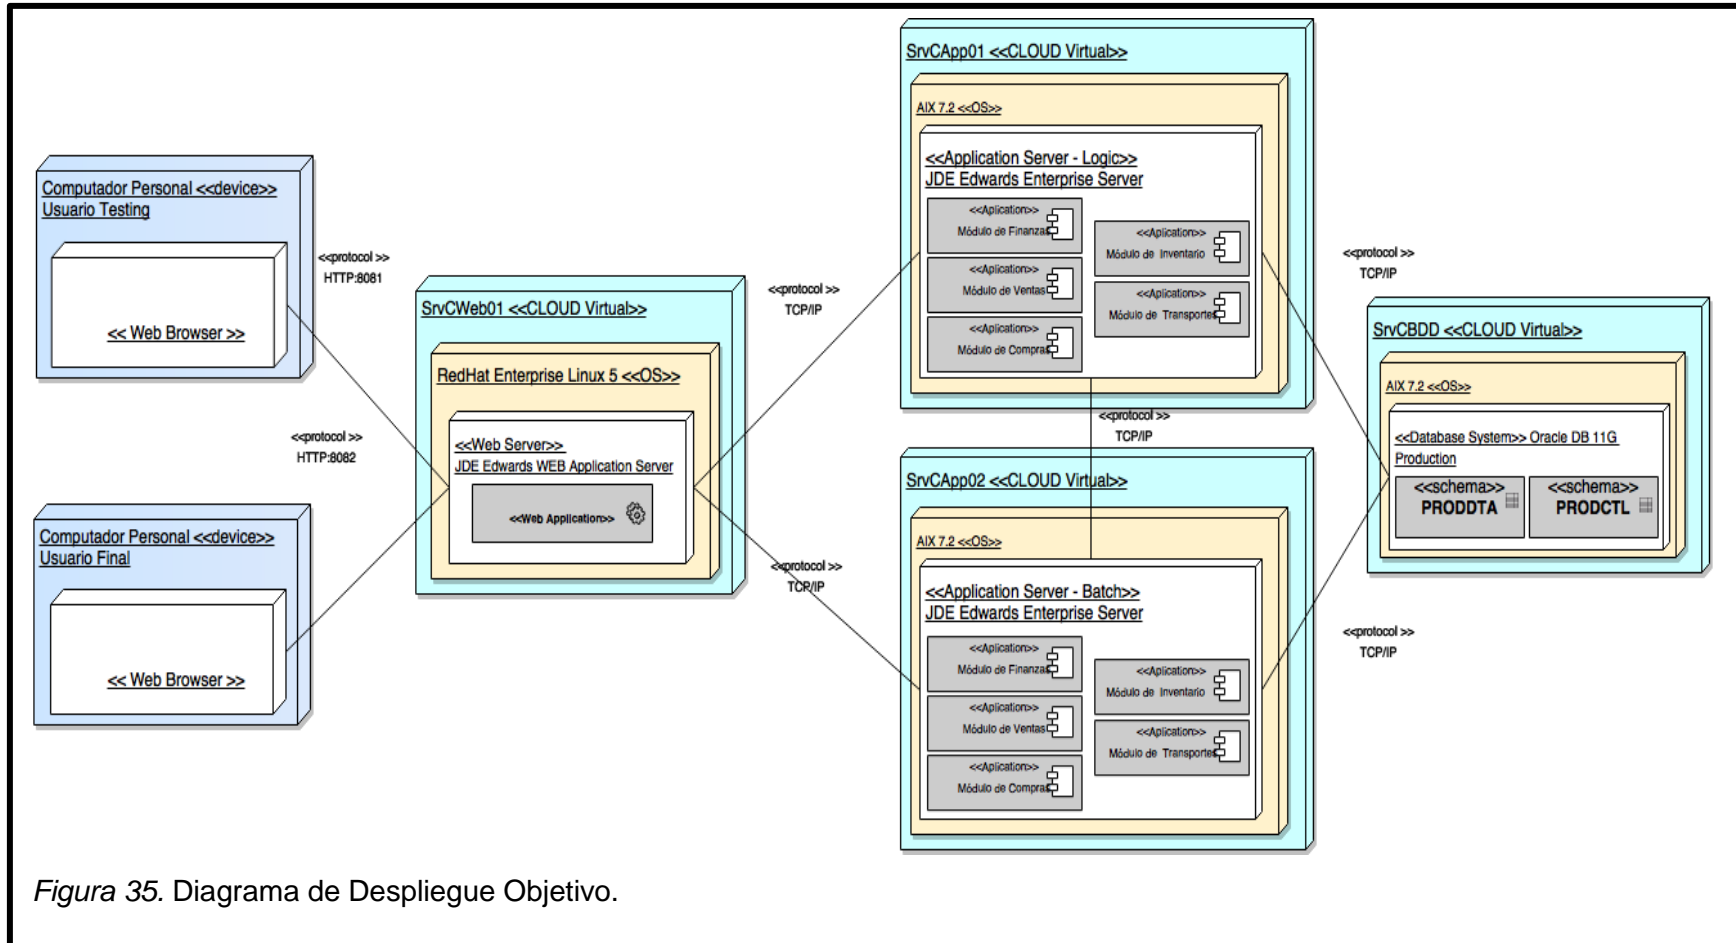 Computador Personal <<device>>
Usuario Testing
<< Web Browser >>
<<protocol >>
HTTP:8081
<<protocol >>
HTTP:8082
Computador Personal <<device>>
Usuario Final
<< Web Browser >>
SrvCWeb01 <<CLOUD Virtual>>
RedHat Enterprise Linux 5 <<OS>>
<<Web Server>>
JDE Edwards WEB Application Server
<<Web Application>>
<<protocol >>
TCP/IP
<<protocol >>
TCP/IP
SrvCApp01 <<CLOUD Virtual>>
AIX 7.2 <<OS>>
<<Application Server - Logic>>
JDE Edwards Enterprise Server
<<Aplication>>
Módulo de Finanzas
<<Aplication>>
Módulo de Ventas
<<Aplication>>
Módulo de Compras
<<Aplication>>
Módulo de Inventario
<<Aplication>>
Módulo de Transportes
<<protocol >>
TCP/IP
SrvCApp02 <<CLOUD Virtual>>
AIX 7.2 <<OS>>
<<Application Server - Batch>>
JDE Edwards Enterprise Server
<<Aplication>>
Módulo de Finanzas
<<Aplication>>
Módulo de Ventas
<<Aplication>>
Módulo de Compras
<<Aplication>>
Módulo de Inventario
<<Aplication>>
Módulo de Transportes
<<protocol >>
TCP/IP
<<protocol >>
TCP/IP
SrvCBDD <<CLOUD Virtual>>
AIX 7.2 <<OS>>
<<Database System>> Oracle DB 11G
Production
<<schema>>
PRODDTA
<<schema>>
PRODCTL
Figura 35. Diagrama de Despliegue Objetivo.